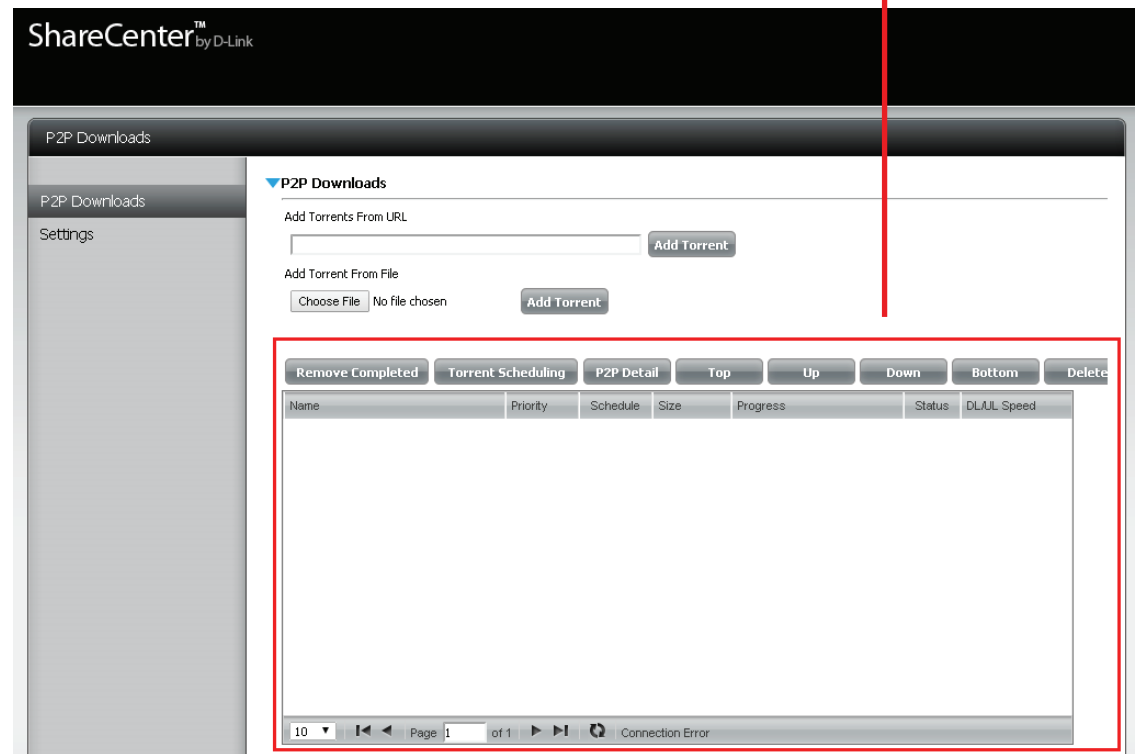 ShareCenter™ by D-Link
P2P Downloads
P2P Downloads
Settings
P2P Downloads
Add Torrents From URL
Add Torrent
Add Torrent From File
Choose File No file chosen Add Torrent
Remove Completed Torrent Scheduling P2P Detail Top Up Down Bottom Delete
Name Priority Schedule Size Progress Status DL/UL Speed
10 Page 1 of 1 Connection Error